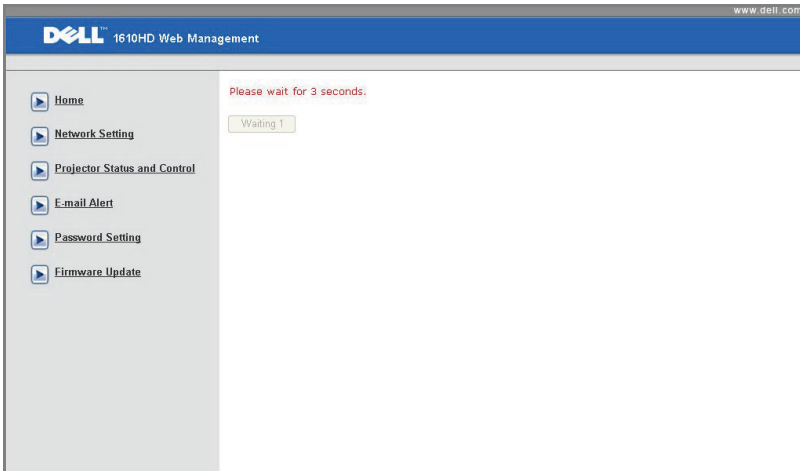 www.dell.com
DELL™ 1610HD Web Management
Home
Network Setting
Projector Status and Control
E-mail Alert
Password Setting
Firmware Update
Please wait for 3 seconds.
Waiting 1